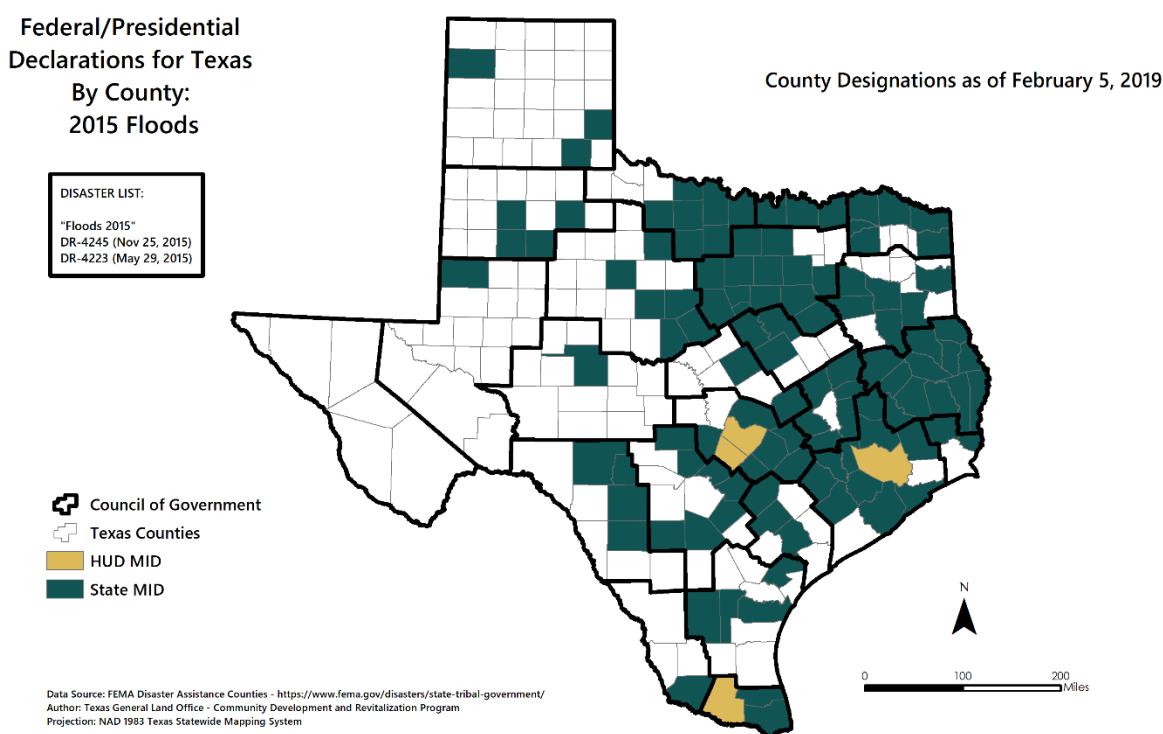 Federal/Presidential
Declarations for Texas
By County:
2015 Floods
County Designations as of February 5, 2019
DISASTER LIST:
"Floods 2015"
DR-4245 (Nov 25, 2015)
DR-4223 (May 29, 2015)
Council of Government
Texas Counties
HUD MID
State MID
N
0 100 200
Miles
Data Source: FEMA Disaster Assistance Counties - https://www.fema.gov/disasters/state-tribal-government/
Author: Texas General Land Office - Community Development and Revitalization Program
Projection: NAD 1983 Texas Statewide Mapping System